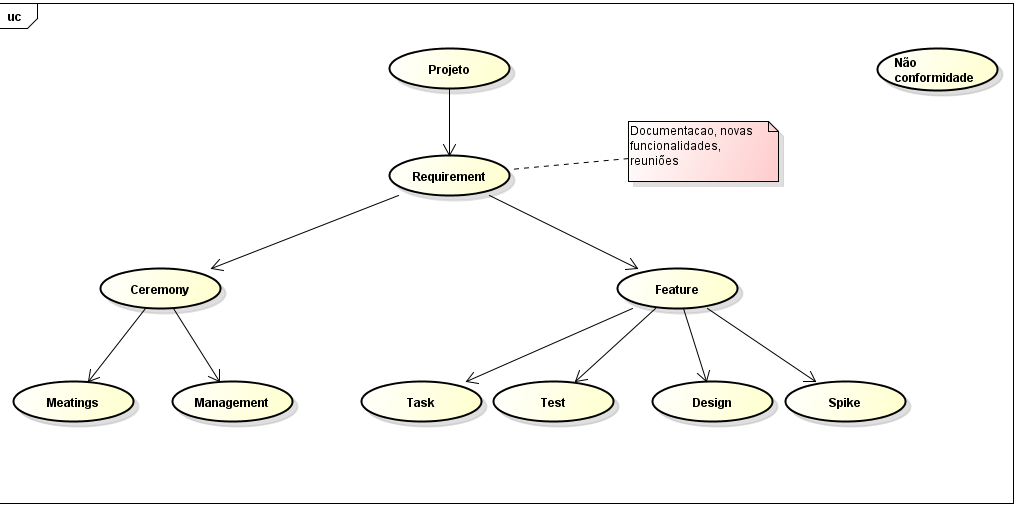 uc
Projeto
Não
conformidade
Documentacao, novas
funcionalidades,
reuniões
Requirement
Ceremony
Feature
Meatings
Management
Task
Test
Design
Spike